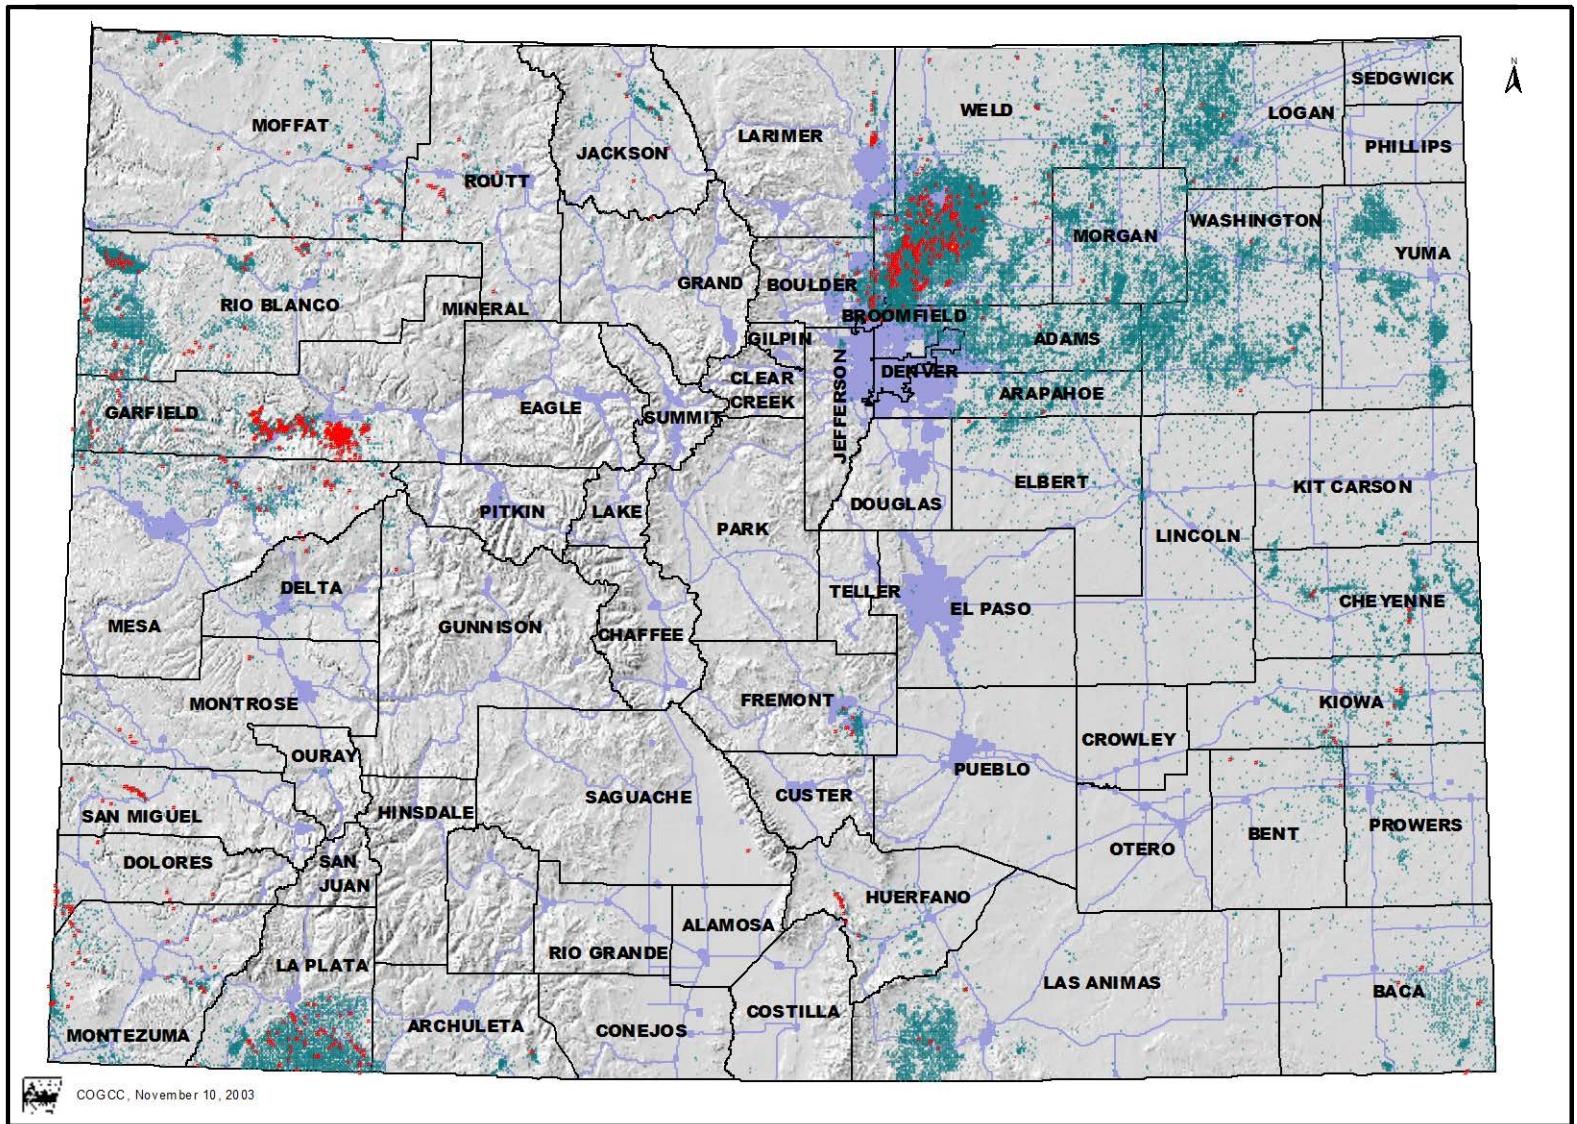 N
SEDGWICK
WELD
LOGAN
MOFFAT
LARIMER
PHILLIPS
JACKSON
ROUTT
WASHINGTON
MORGAN
YUMA
GRAND
BOULDER
RIO BLANCO
MINERAL
BROOMFIELD
GILPIN
ADAMS
CLEAR
CREEK
DENVER
JEFFERSON
ARAPAHOE
GARFIELD
EAGLE
SUMMIT
ELBERT
KIT CARSON
DOUGLAS
PITKIN
LAKE
PARK
LINCOLN
DELTA
TELLER
CHEYENNE
EL PASO
MESA
GUNNISON
CHAFFEE
MONTROSE
FREMONT
KIOWA
CROWLEY
OURAY
PUEBLO
SAGUACHE
CUSTER
HINSDALE
SAN MIGUEL
PROWERS
BENT
OTERO
DOLORES
SAN
JUAN
HUERFANO
ALAMOSA
RIO GRANDE
LA PLATA
LAS ANIMAS
BACA
COSTILLA
ARCHULETA
CONEJOS
MONTEZUMA
COGCC, November 10, 2003